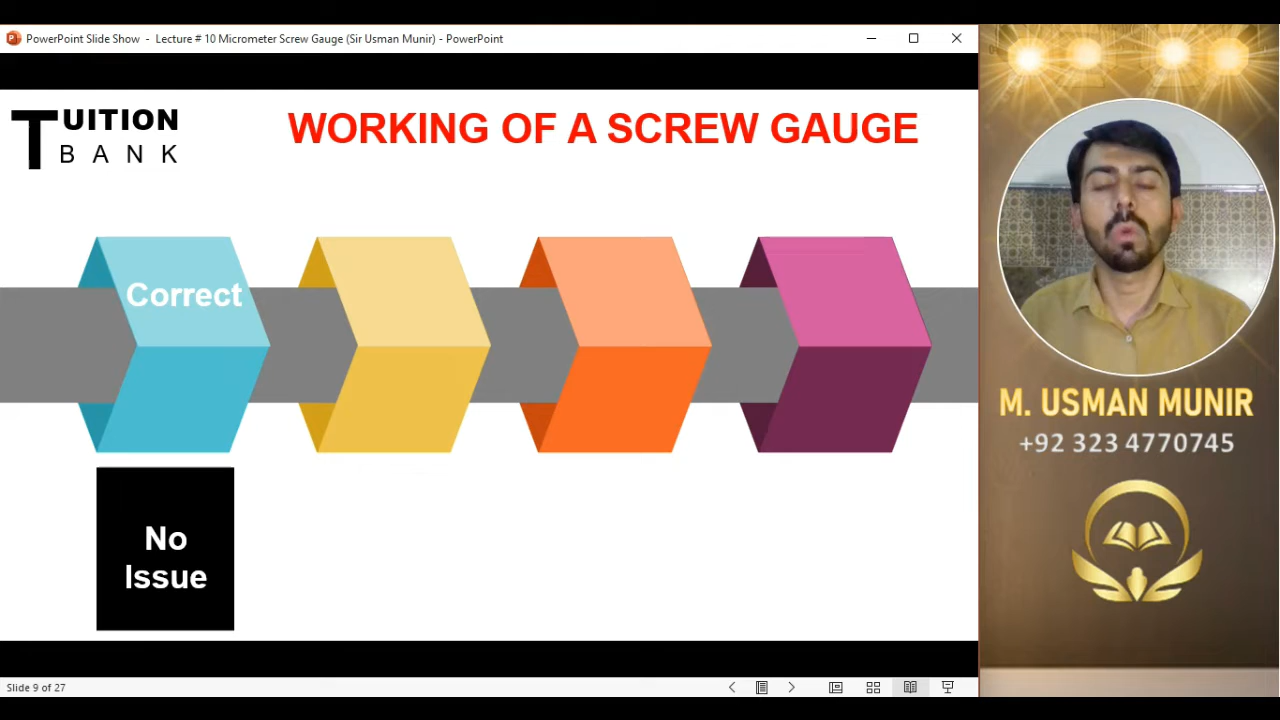 PowerPoint Slide Show - Lecture # 10 Micrometer Screw Gauge (Sir Usman Munir) - PowerPoint
TUITION
BANK
WORKING OF A SCREW GAUGE
Correct
No
Issue
M. USMAN MUNIR
+92 323 4770745
Slide 9 of 27